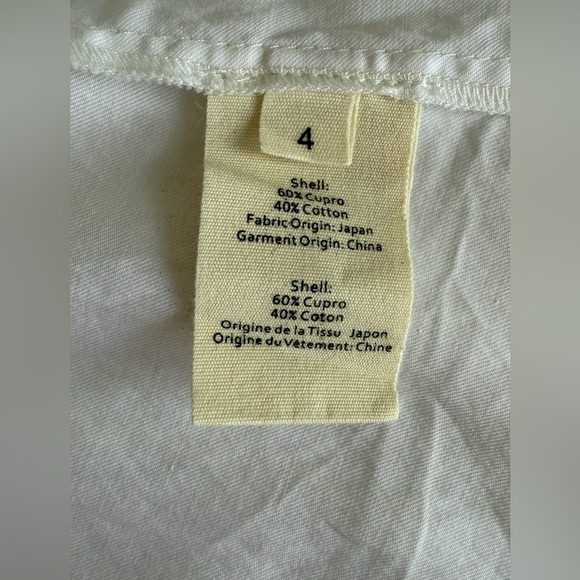 4
Shell:
60% Cupro
40% Cotton
Fabric Origin: Japan
Garment Origin: China
Shell:
60% Cupro
40% Coton
Origine de la Tissu Japon
Origine du Vêtement: Chine